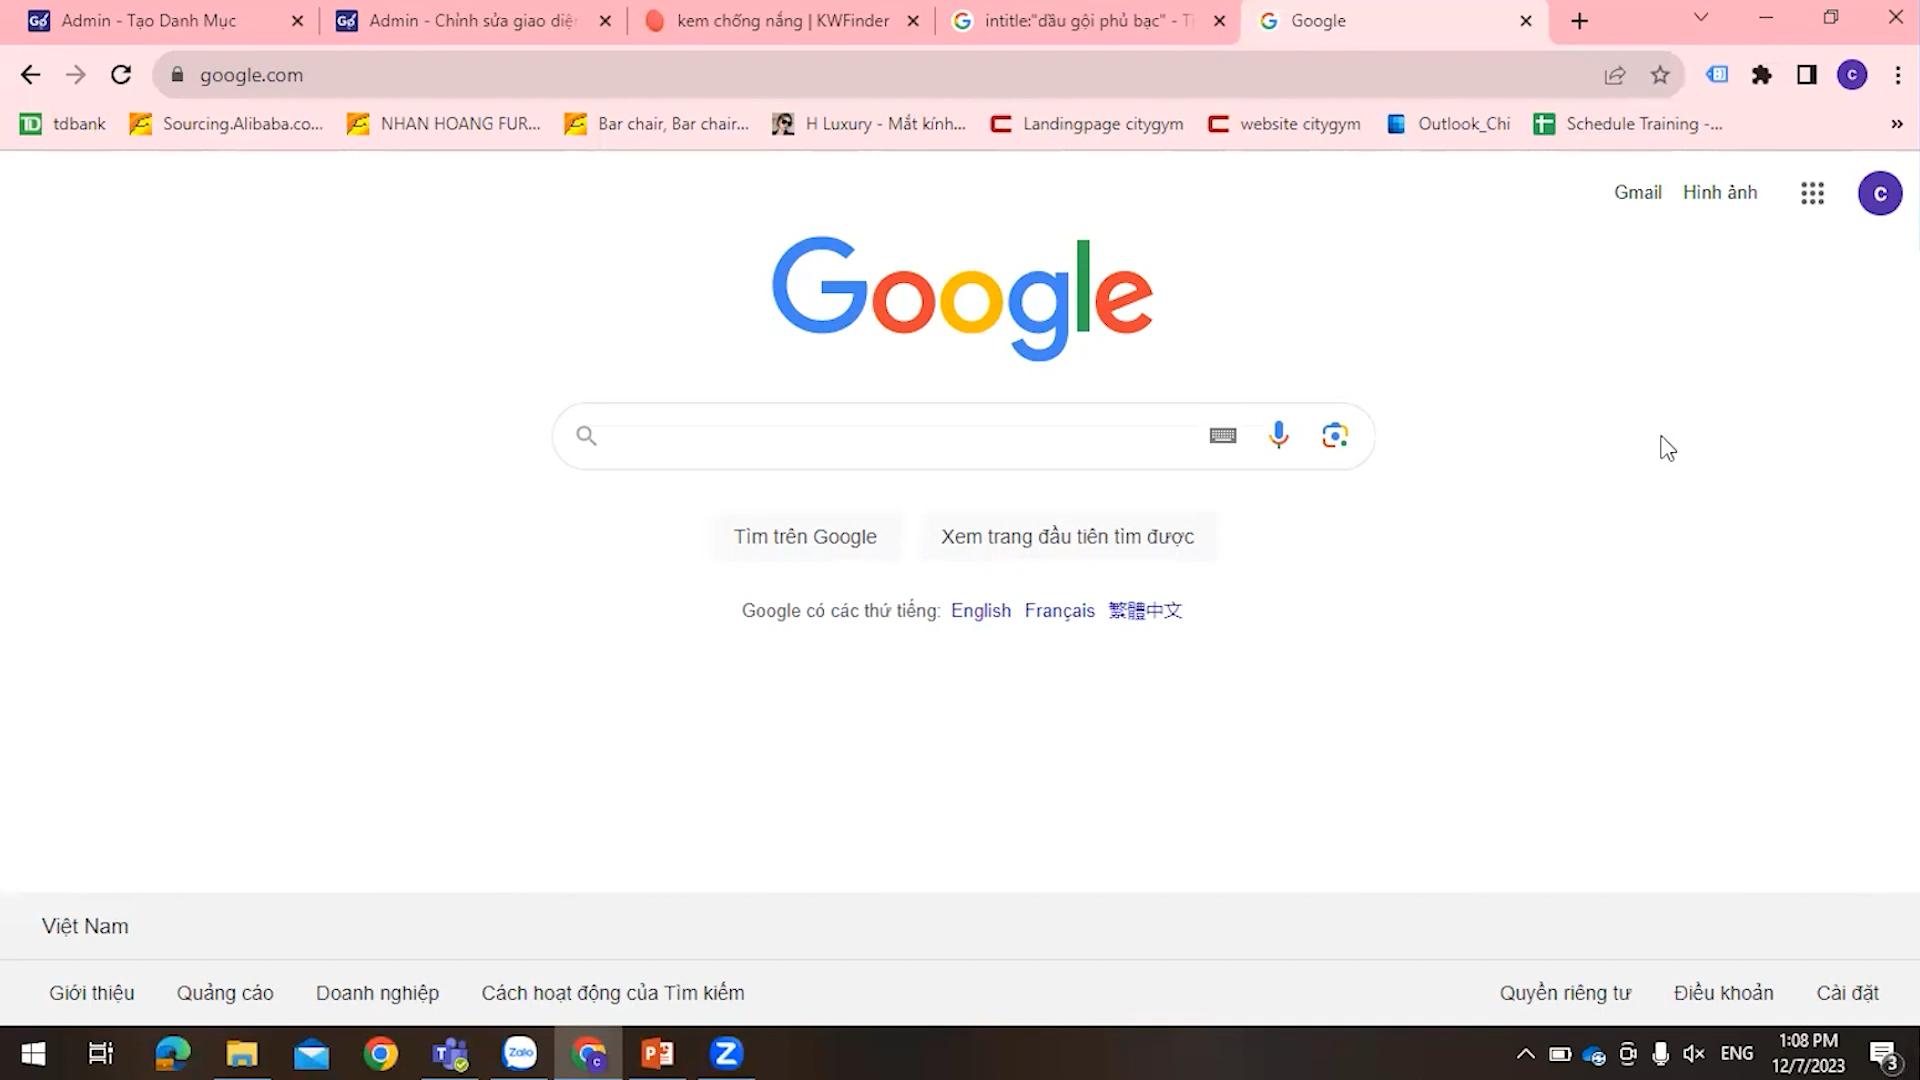 Admin - Tạo Danh Mục
Admin - Chỉnh sửa giao diệ
kem chống nắng | KWFinder
intitle:"dầu gội phủ bạc" - T
Google
google.com
c
tdbank
Sourcing.Alibaba.co...
NHAN HOANG FUR...
Bar chair, Bar chair...
H Luxury - Mắt kính...
Landingpage citygym
website citygym
Outlook_Chi
Schedule Training -...
Gmail
Hình ảnh
c
Google
Tìm trên Google
Xem trang đầu tiên tìm được
Google có các thứ tiếng: English Français 繁體中文
Việt Nam
Giới thiệu
Quảng cáo
Doanh nghiệp
Cách hoạt động của Tìm kiếm
Quyền riêng tư
Điều khoản
Cài đặt
Zalo
ENG
1:08 PM
12/7/2023
3